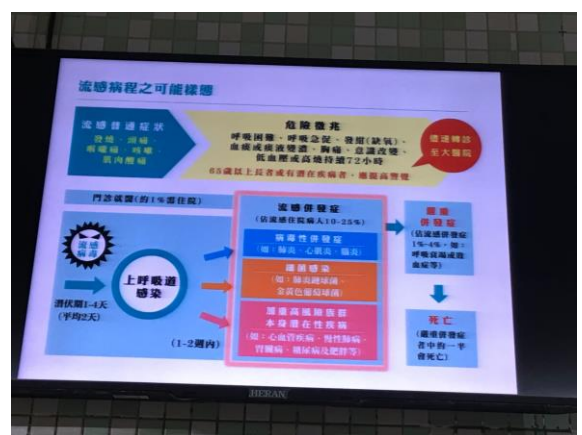 流感病程之可能樣態
流感普通症狀
發燒、頭痛、
咽喉痛、咳嗽、
肌肉酸痛
危險徵兆
呼吸困難、呼吸急促、發紺(缺氧)、
血痰或痰液變濃、胸痛、意識改變、
低血壓或高燒持續72小時
65歲以上長者或有潛在疾病者，應提高警覺
儘速轉診
至大醫院
門診就醫(約1%需住院)
流感
病毒
潛伏期1-4天
(平均2天)
上呼吸道
感染
(1-2週內)
流感併發症
(佔流感住院病人10-25%)
病毒性併發症
(如：肺炎、心肌炎、腦炎)
細菌感染
(如：肺炎鏈球菌、
金黃色葡萄球菌)
加重高風險族群
本身潛在性疾病
(如：心血管疾病、慢性肺病、
腎臟病、糖尿病及肥胖等)
嚴重
併發症
(佔流感併發症
1%-4%，如：
呼吸衰竭或敗
血症等)
死亡
(嚴重併發症
者中約一半
會死亡)
HERAN